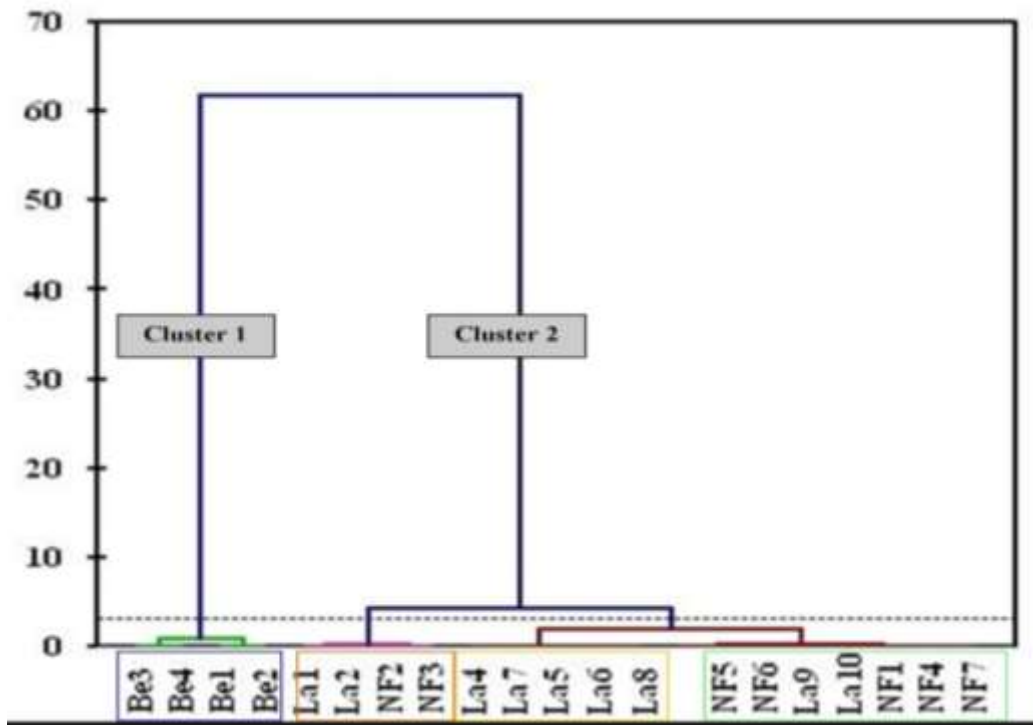 70
60
50
40
30
20
10
0
Cluster 1
Cluster 2
Be3
Be4
Be1
Be2
La1
La2
NF2
NF3
La4
La7
La5
La6
La8
NF5
NF6
La9
La10
NF1
NF4
NF7